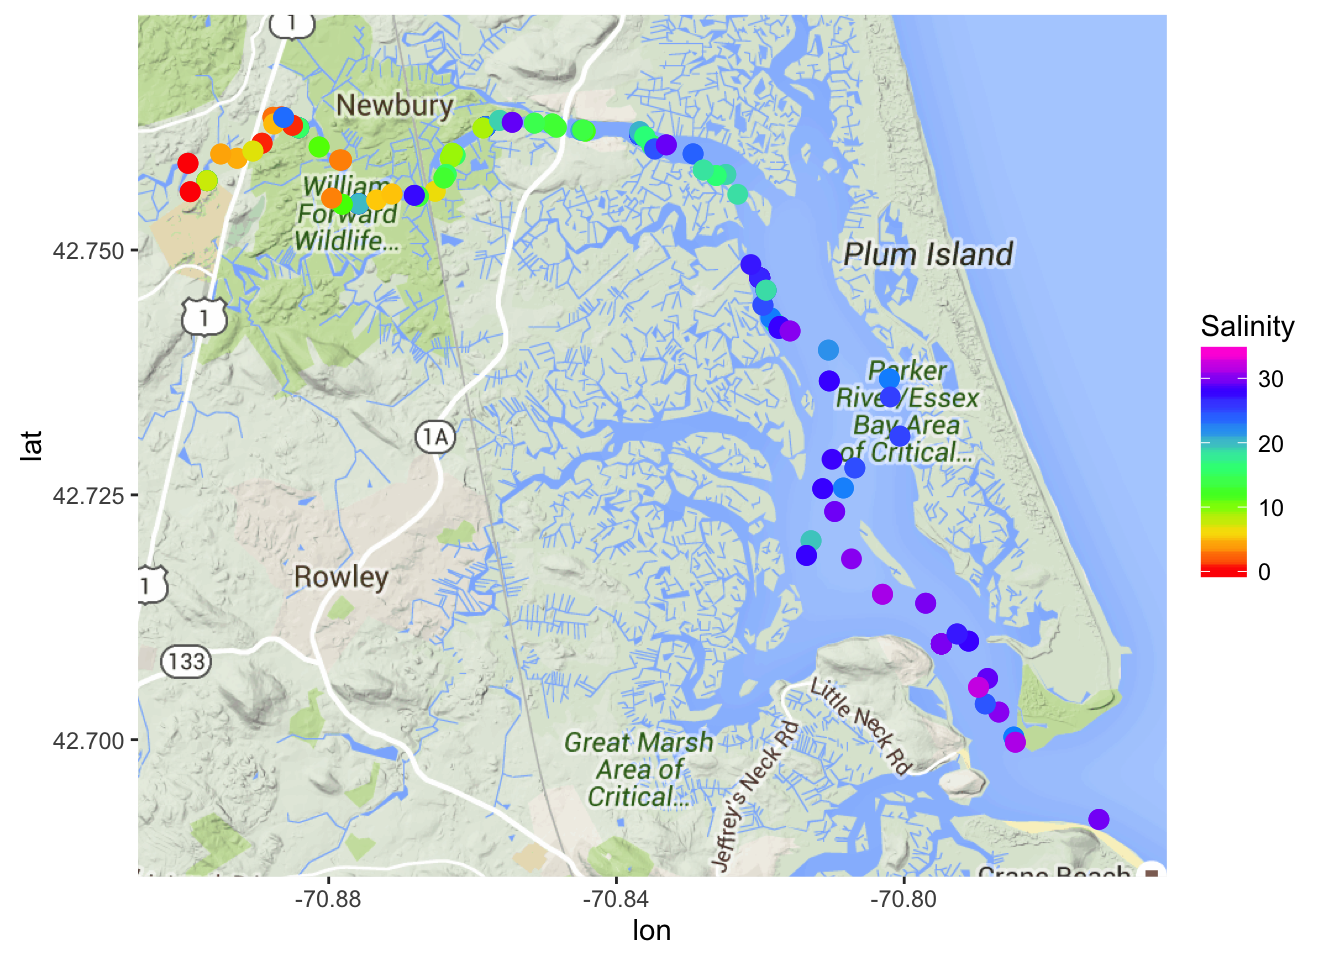 1
Newbury
William
Forward
Wildlife...
Plum Island
42.750
1
Parker
River/Essex
Bay Area
of Critical...
Salinity
30
20
10
0
lat
1A
42.725
1
Rowley
133
Little Neck Rd
42.700
Great Marsh
Area of
Critical...
Jeffrey's Neck Rd
Crane Beach
-70.88
-70.84
-70.80
lon